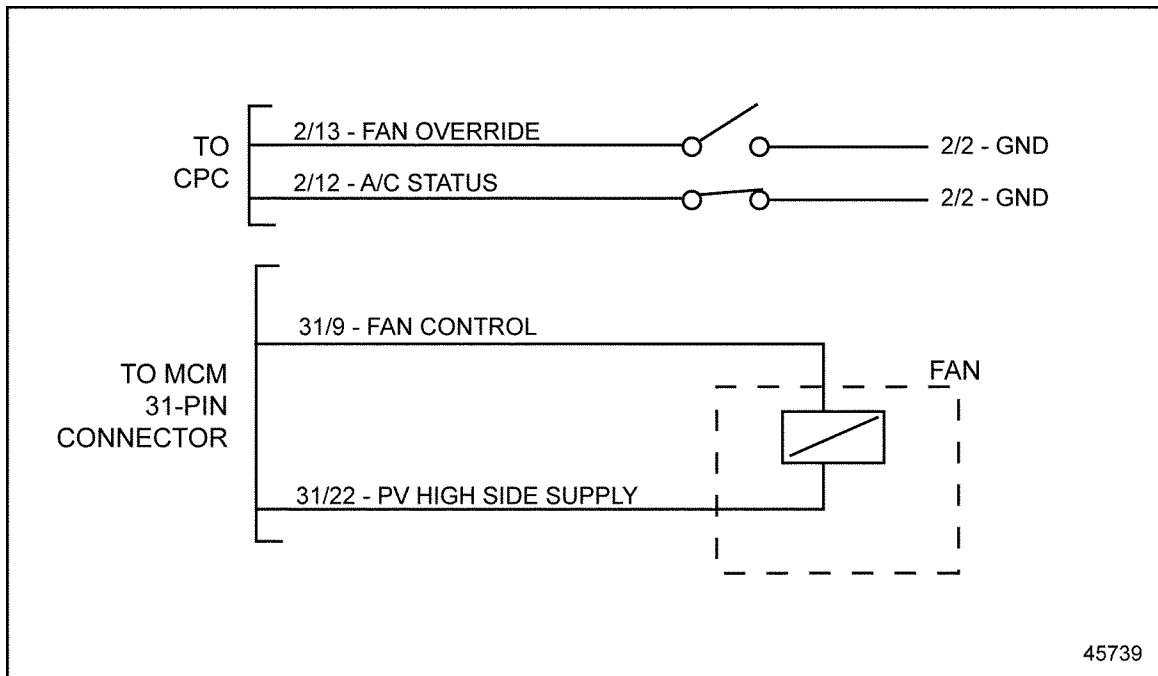 TO
CPC
2/13 - FAN OVERRIDE
2/2 - GND
2/12 - A/C STATUS
2/2 - GND
TO MCM
31-PIN
CONNECTOR
31/9 - FAN CONTROL
FAN
31/22 - PV HIGH SIDE SUPPLY
45739